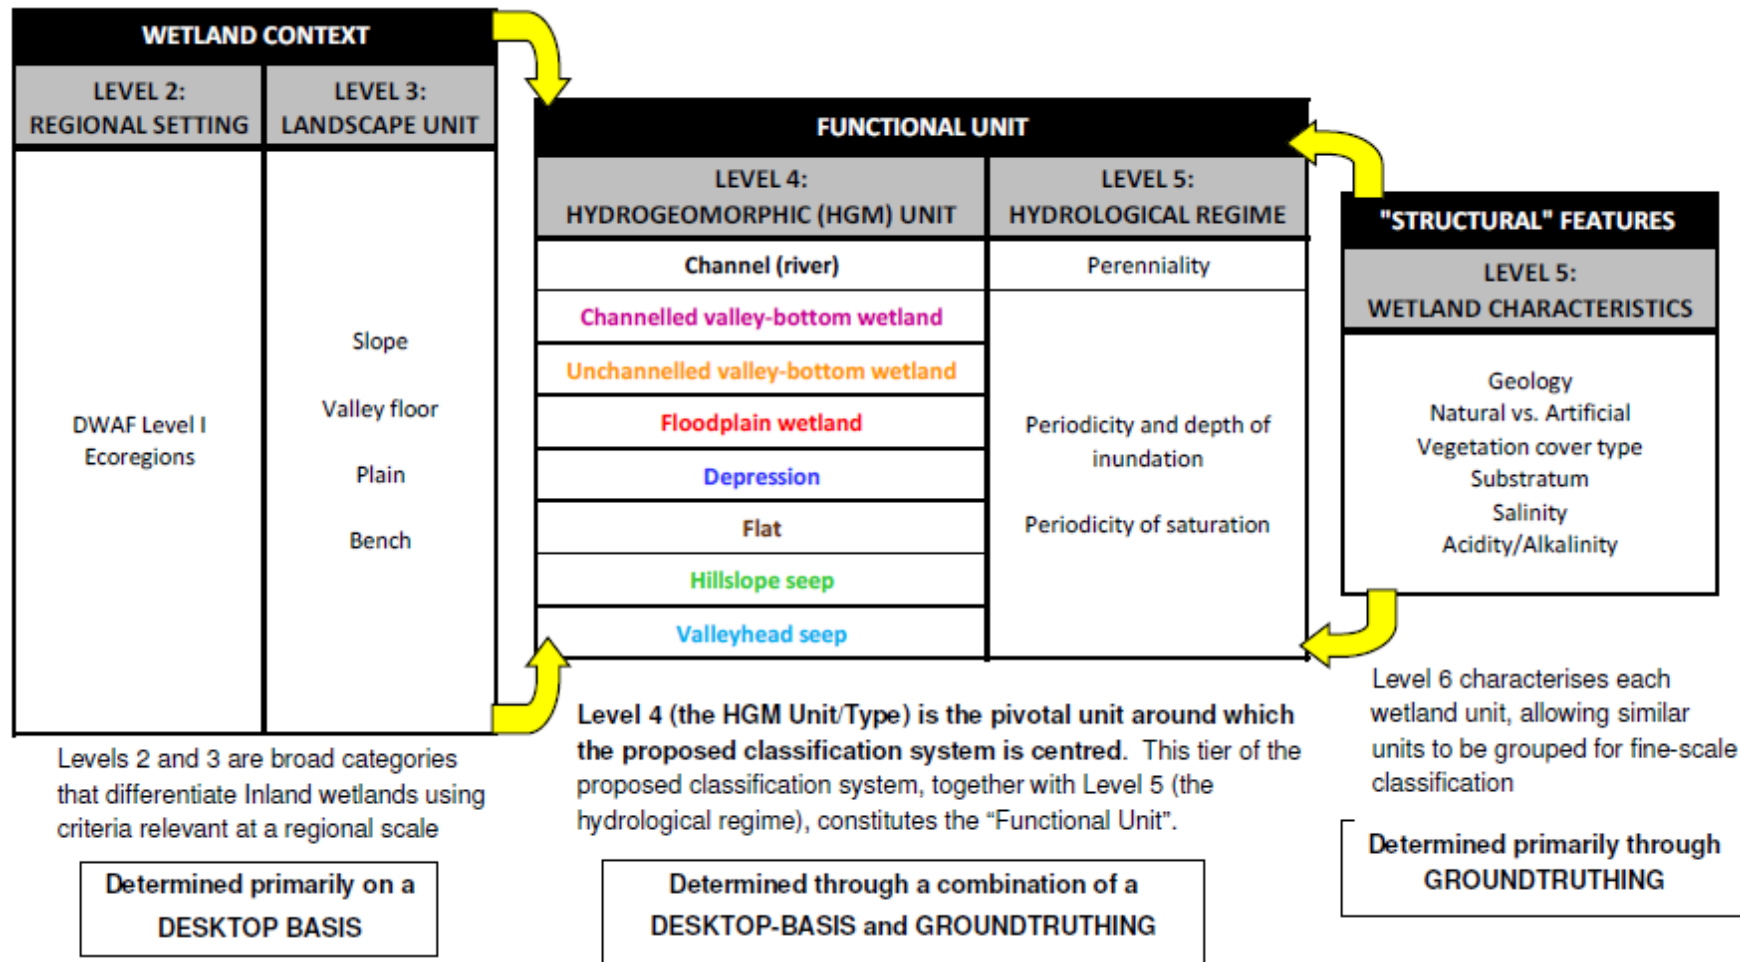 WETLAND CONTEXT
LEVEL 2:
REGIONAL SETTING
LEVEL 3:
LANDSCAPE UNIT
DWAF Level I
Ecoregions
Slope
Valley floor
Plain
Bench
Levels 2 and 3 are broad categories
that differentiate Inland wetlands using
criteria relevant at a regional scale
Determined primarily on a
DESKTOP BASIS
FUNCTIONAL UNIT
LEVEL 4:
HYDROGEOMORPHIC (HGM) UNIT
LEVEL 5:
HYDROLOGICAL REGIME
Channel (river)
Perenniality
Channelled valley-bottom wetland
Unchannelled valley-bottom wetland
Floodplain wetland
Depression
Flat
Hillslope seep
Valleyhead seep
Periodicity and depth of
inundation
Periodicity of saturation
Level 4 (the HGM Unit/Type) is the pivotal unit around which
the proposed classification system is centred. This tier of the
proposed classification system, together with Level 5 (the
hydrological regime), constitutes the “Functional Unit”.
Determined through a combination of a
DESKTOP-BASIS and GROUNDTRUTHING
"STRUCTURAL" FEATURES
LEVEL 5:
WETLAND CHARACTERISTICS
Geology
Natural vs. Artificial
Vegetation cover type
Substratum
Salinity
Acidity/Alkalinity
Level 6 characterises each
wetland unit, allowing similar
units to be grouped for fine-scale
classification
Determined primarily through
GROUNDTRUTHING